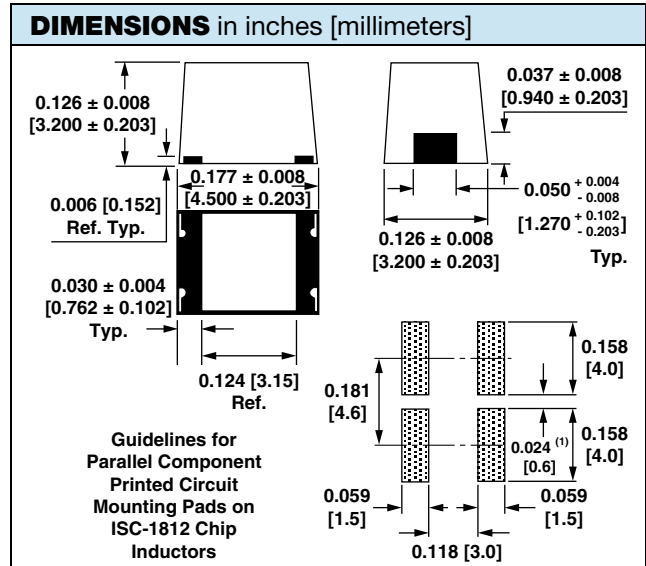 DIMENSIONS in inches [millimeters]
0.126 ± 0.008
[3.200 ± 0.203]
0.006 [0.152]
Ref. Typ.
0.177 ± 0.008
[4.500 ± 0.203]
0.030 ± 0.004
[0.762 ± 0.102]
Typ.
0.124 [3.15]
Ref.
0.037 ± 0.008
[0.940 ± 0.203]
0.050 + 0.004
- 0.008
[1.270 + 0.102
- 0.203]
Typ.
0.126 ± 0.008
[3.200 ± 0.203]
Guidelines for
Parallel Component
Printed Circuit
Mounting Pads on
ISC-1812 Chip
Inductors
0.181
[4.6]
0.158
[4.0]
0.024 (1)
[0.6]
0.158
[4.0]
0.059
[1.5]
0.059
[1.5]
0.118 [3.0]